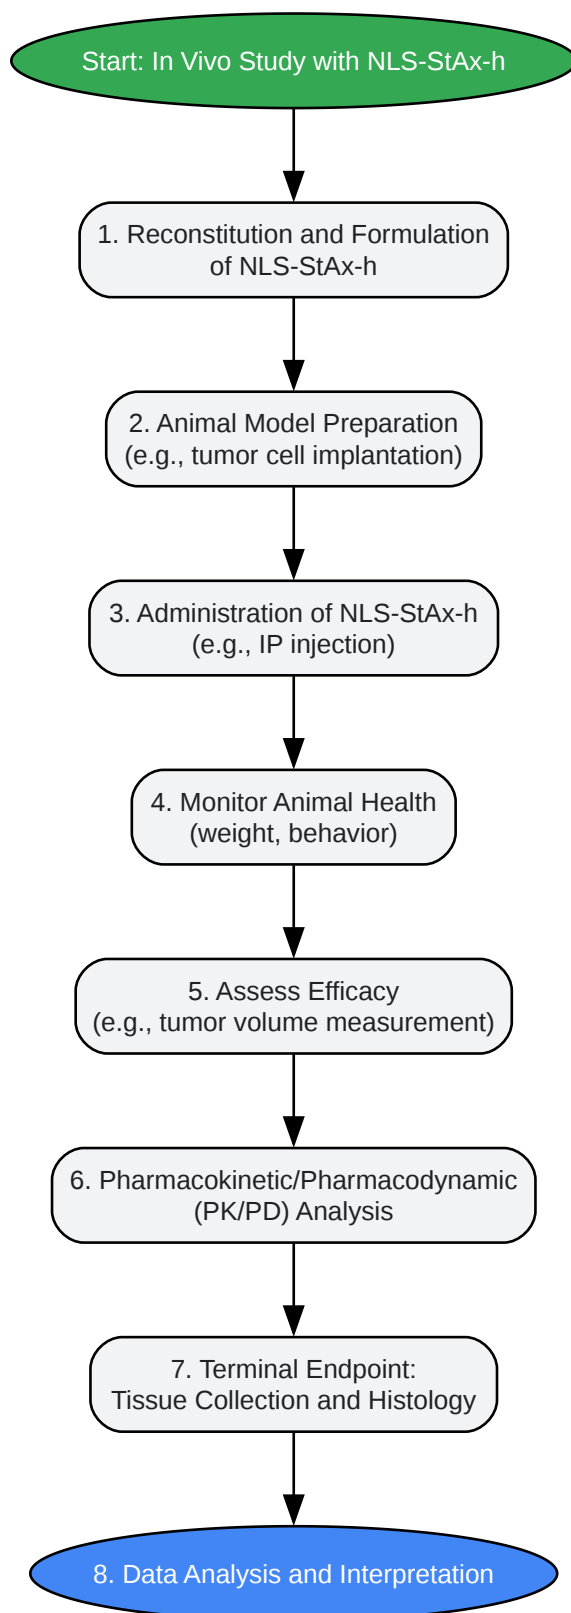 Start: In Vivo Study with NLS-StAx-h
1. Reconstitution and Formulation
of NLS-StAx-h
2. Animal Model Preparation
(e.g., tumor cell implantation)
3. Administration of NLS-StAx-h
(e.g., IP injection)
4. Monitor Animal Health
(weight, behavior)
5. Assess Efficacy
(e.g., tumor volume measurement)
6. Pharmacokinetic/Pharmacodynamic
(PK/PD) Analysis
7. Terminal Endpoint:
Tissue Collection and Histology
8. Data Analysis and Interpretation